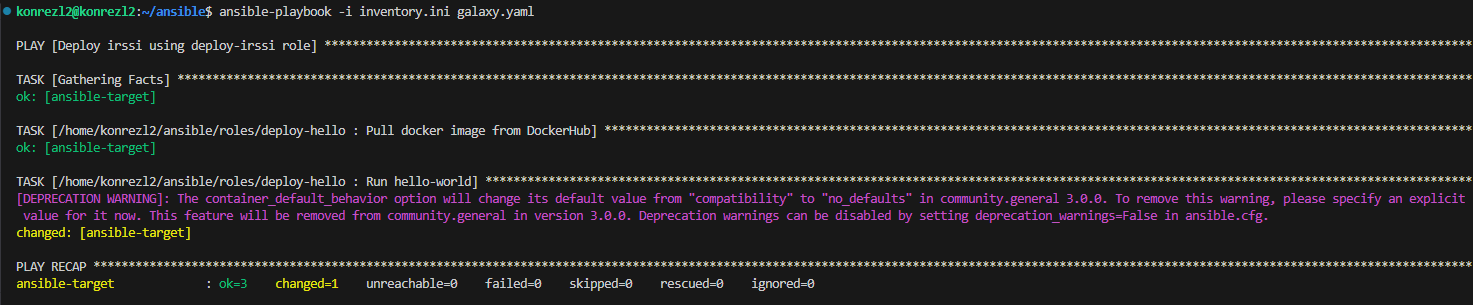 konrezl2@konrezl2:~/ansible$ ansible-playbook -i inventory.ini galaxy.yaml
PLAY [Deploy irssi using deploy-irssi role] ****************************************************************************************************************************************************************
TASK [Gathering Facts] *************************************************************************************************************************************************************************************
ok: [ansible-target]
TASK [/home/konrezl2/ansible/roles/deploy-hello : Pull docker image from DockerHub] ************************************************************************************************************************
ok: [ansible-target]
TASK [/home/konrezl2/ansible/roles/deploy-hello : Run hello-world] *****************************************************************************************************************************************
[DEPRECATION WARNING]: The container_default_behavior option will change its default value from "compatibility" to "no_defaults" in community.general 3.0.0. To remove this warning, please specify an explicit
value for it now. This feature will be removed from community.general in version 3.0.0. Deprecation warnings can be disabled by setting deprecation_warnings=False in ansible.cfg.
changed: [ansible-target]
PLAY RECAP *************************************************************************************************************************************************************************************************
ansible-target : ok=3 changed=1 unreachable=0 failed=0 skipped=0 rescued=0 ignored=0